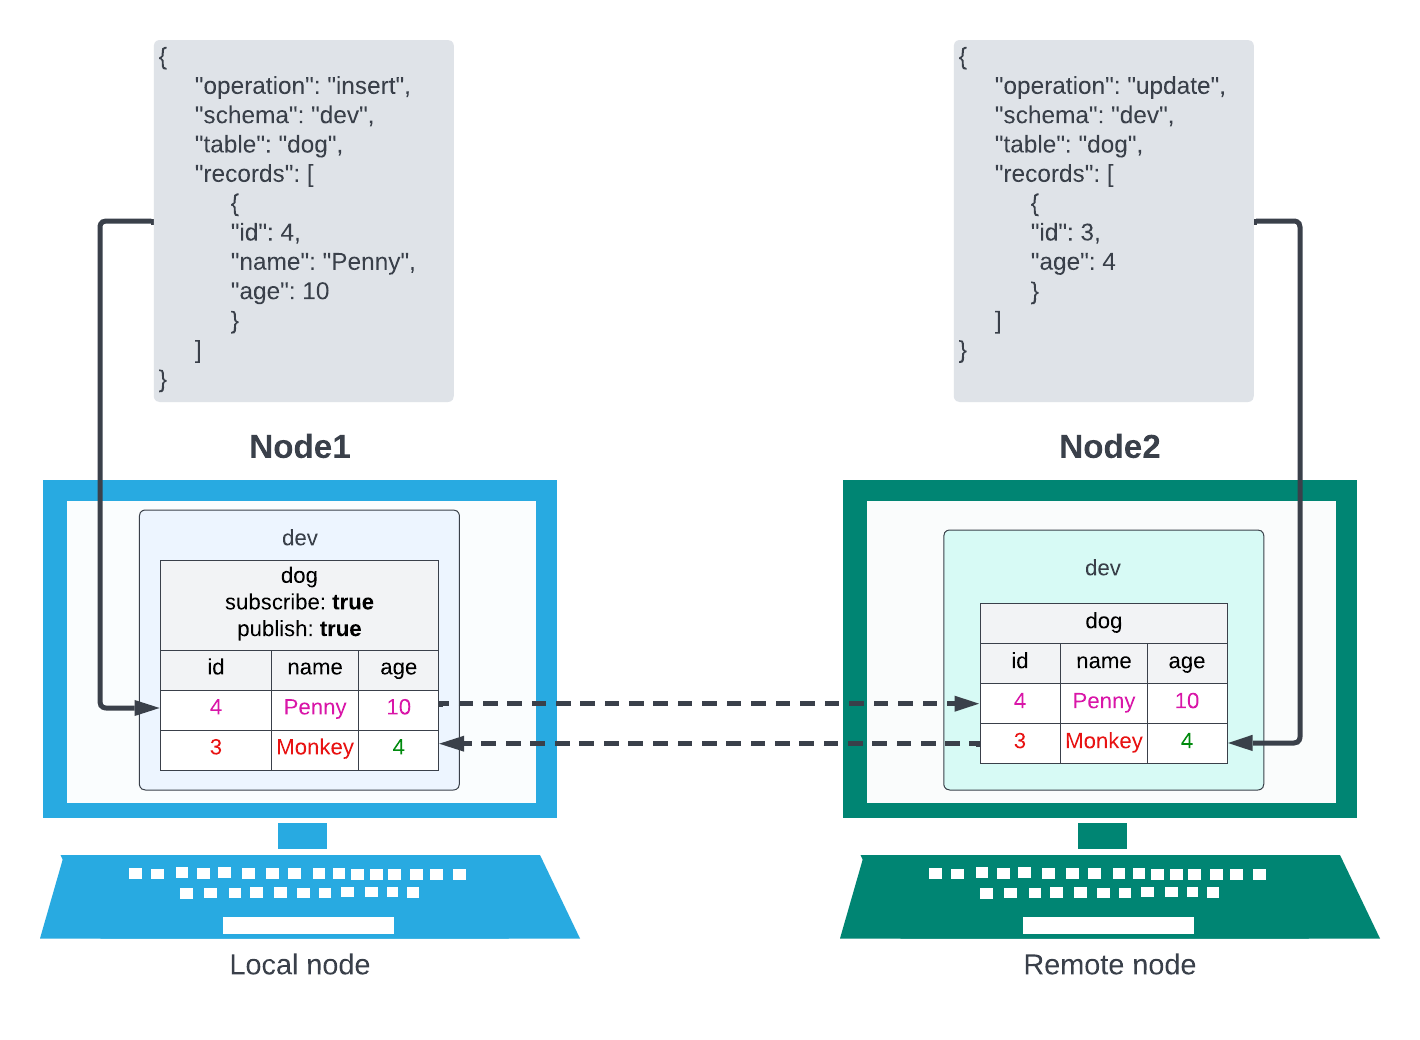 {
"operation": "insert",
"schema": "dev",
"table": "dog",
"records": [
{
"id": 4,
"name": "Penny",
"age": 10
}
]
}
{
"operation": "update",
"schema": "dev",
"table": "dog",
"records": [
{
"id": 3,
"age": 4
}
]
}
Node1
dev
dog
subscribe: true
publish: true
id name age
4 Penny 10
3 Monkey 4
Local node
Node2
dev
dog
id name age
4 Penny 10
3 Monkey 4
Remote node